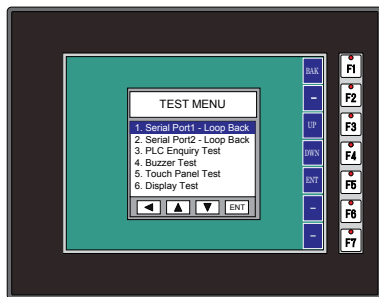 TEST MENU
1. Serial Port1 - Loop Back
2. Serial Port2 - Loop Back
3. PLC Enquiry Test
4. Buzzer Test
5. Touch Panel Test
6. Display Test
ENT
BAK
-
UP
DWN
ENT
-
-
F1
F2
F3
F4
F5
F6
F7